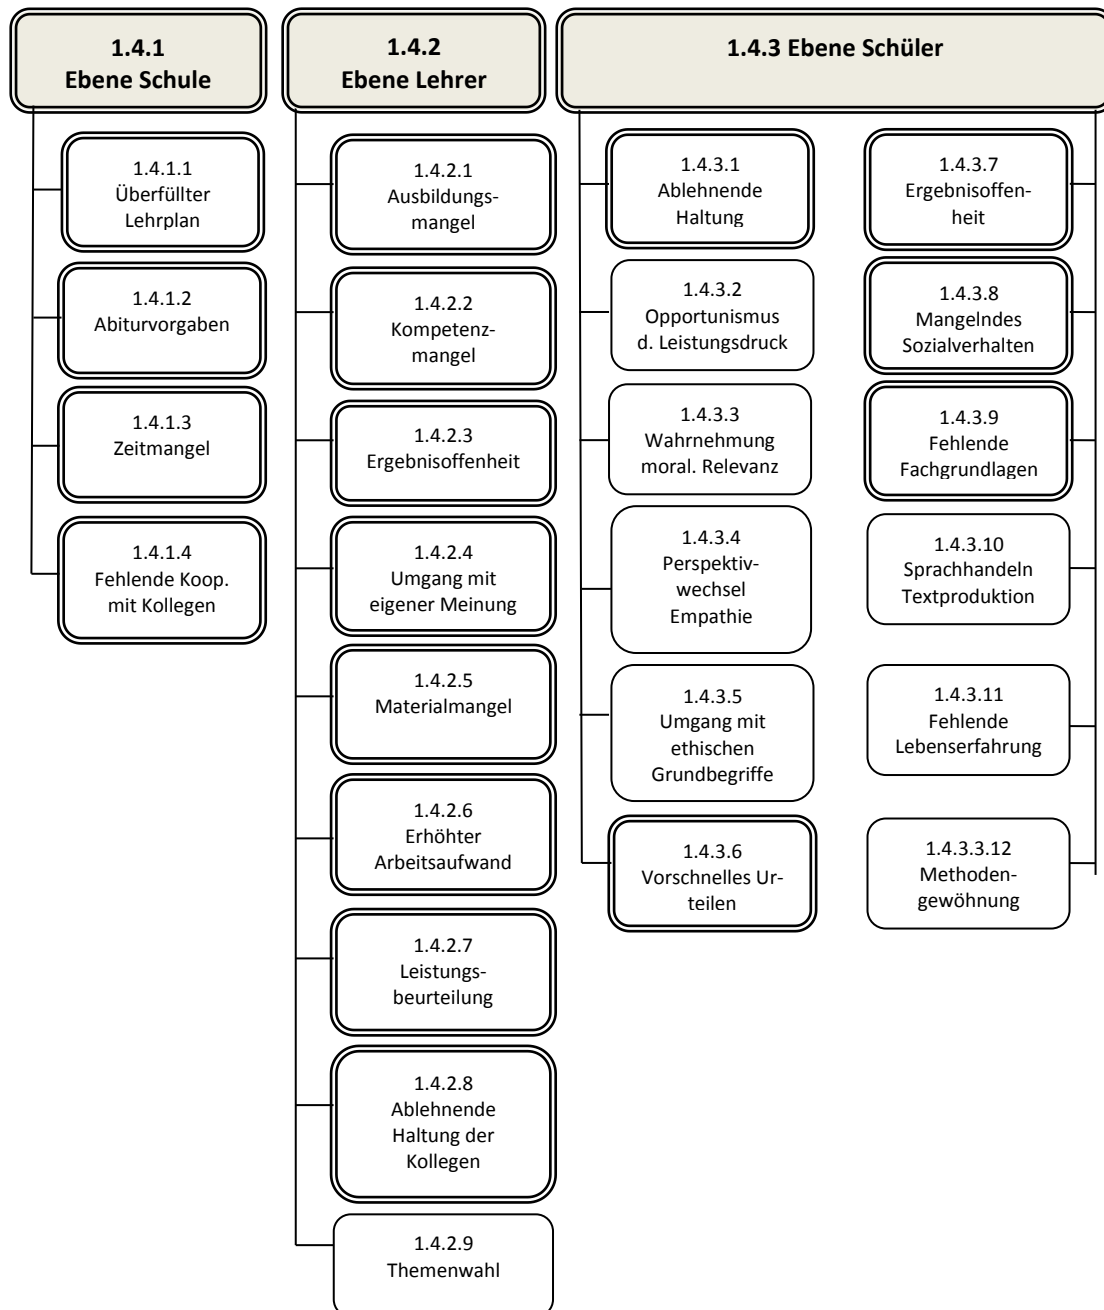 1.4.1
Ebene Schule
1.4.1.1
Überfüllter
Lehrplan
1.4.1.2
Abiturvorgaben
1.4.1.3
Zeitmangel
1.4.1.4
Fehlende Koop.
mit Kollegen
1.4.2
Ebene Lehrer
1.4.2.1
Ausbildungs-
mangel
1.4.2.2
Kompetenz-
mangel
1.4.2.3
Ergebnisoffenheit
1.4.2.4
Umgang mit
eigener Meinung
1.4.2.5
Materialmangel
1.4.2.6
Erhöhter
Arbeitsaufwand
1.4.2.7
Leistungs-
beurteilung
1.4.2.8
Ablehnende
Haltung der
Kollegen
1.4.2.9
Themenwahl
1.4.3 Ebene Schüler
1.4.3.1
Ablehnende
Haltung
1.4.3.2
Opportunismus
d. Leistungsdruck
1.4.3.3
Wahrnehmung
moral. Relevanz
1.4.3.4
Perspektiv-
wechsel
Empathie
1.4.3.5
Umgang mit
ethischen
Grundbegriffe
1.4.3.6
Vorschnelles Ur-
teilen
1.4.3.7
Ergebnisoffen-
heit
1.4.3.8
Mangelndes
Sozialverhalten
1.4.3.9
Fehlende
Fachgrundlagen
1.4.3.10
Sprachhandeln
Textproduktion
1.4.3.11
Fehlende
Lebenserfahrung
1.4.3.3.12
Methoden-
gewöhnung